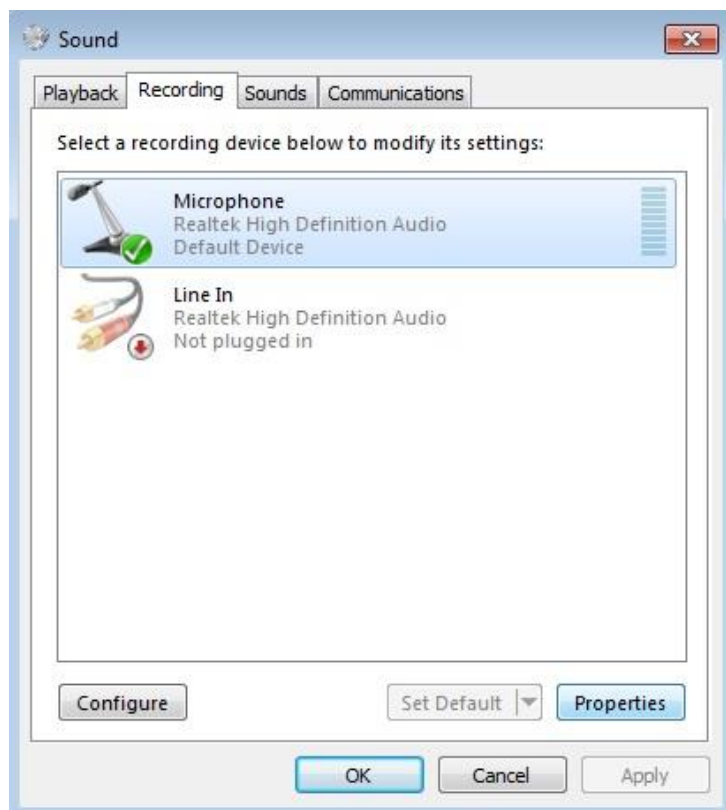 Sound
Playback Recording Sounds Communications
Select a recording device below to modify its settings:
Microphone
Realtek High Definition Audio
Default Device
Line In
Realtek High Definition Audio
Not plugged in
Configure Set Default Properties
OK Cancel Apply